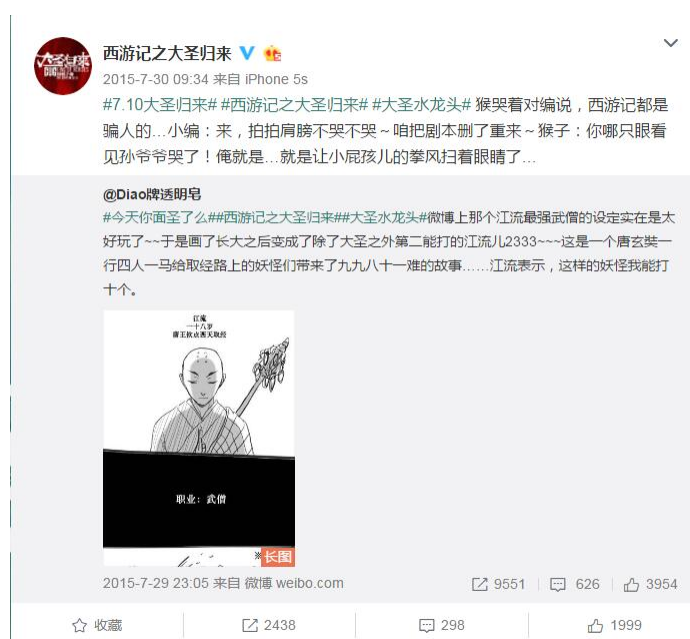 大圣归来
西游记之大圣归来
2015-7-30 09:34 来自 iPhone 5s
#7.10大圣归来# #西游记之大圣归来# #大圣水龙头# 猴哭着对编说，西游记都是
骗人的...小编：来，拍拍肩膀不哭不哭～咱把剧本删了重来～猴子：你哪只眼看
见孙爷爷哭了！俺就是...就是让小屁孩儿的拳风扫着眼睛了...
@Diao牌透明皂
#今天你面圣了么##西游记之大圣归来##大圣水龙头#微博上那个江流最强武僧的设定实在是太
好玩了~~于是画了长大之后变成了除了大圣之外第二能打的江流儿2333~~~这是一个唐玄奘一
行四人一马给取经路上的妖怪们带来了九九八十一难的故事……江流表示，这样的妖怪我能打
十个。
江流
一十八岁
唐王钦点西天取经
职业：武僧
※
长图
2015-7-29 23:05 来自 微博 weibo.com
9551 626 3954
收藏 2438 298 1999